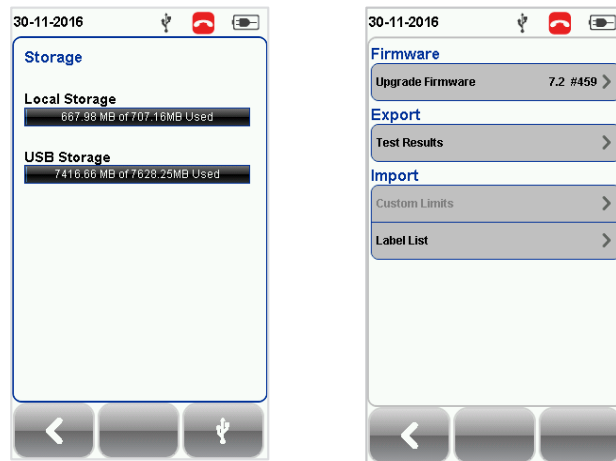 30-11-2016
Storage
Local Storage
667.98 MB of 707.16MB Used
USB Storage
7416.66 MB of 7628.25MB Used
30-11-2016
Firmware
Upgrade Firmware 7.2 #459
Export
Test Results
Import
Custom Limits
Label List